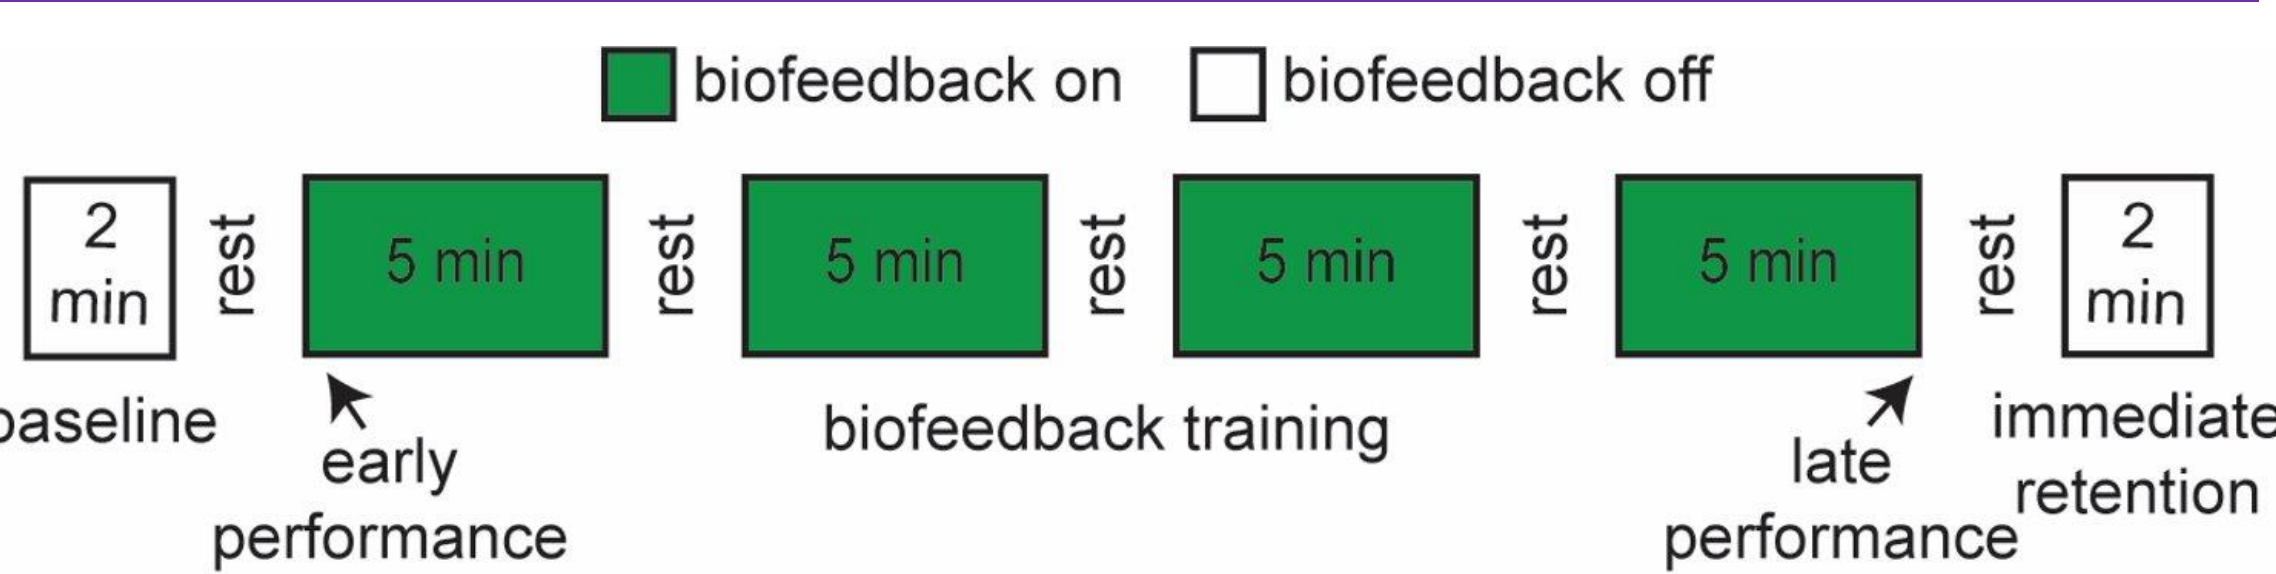 biofeedback on biofeedback off
2 min rest 5 min rest 5 min rest 5 min rest 5 min rest 2 min
baseline
early performance
biofeedback training
late performance
immediate retention